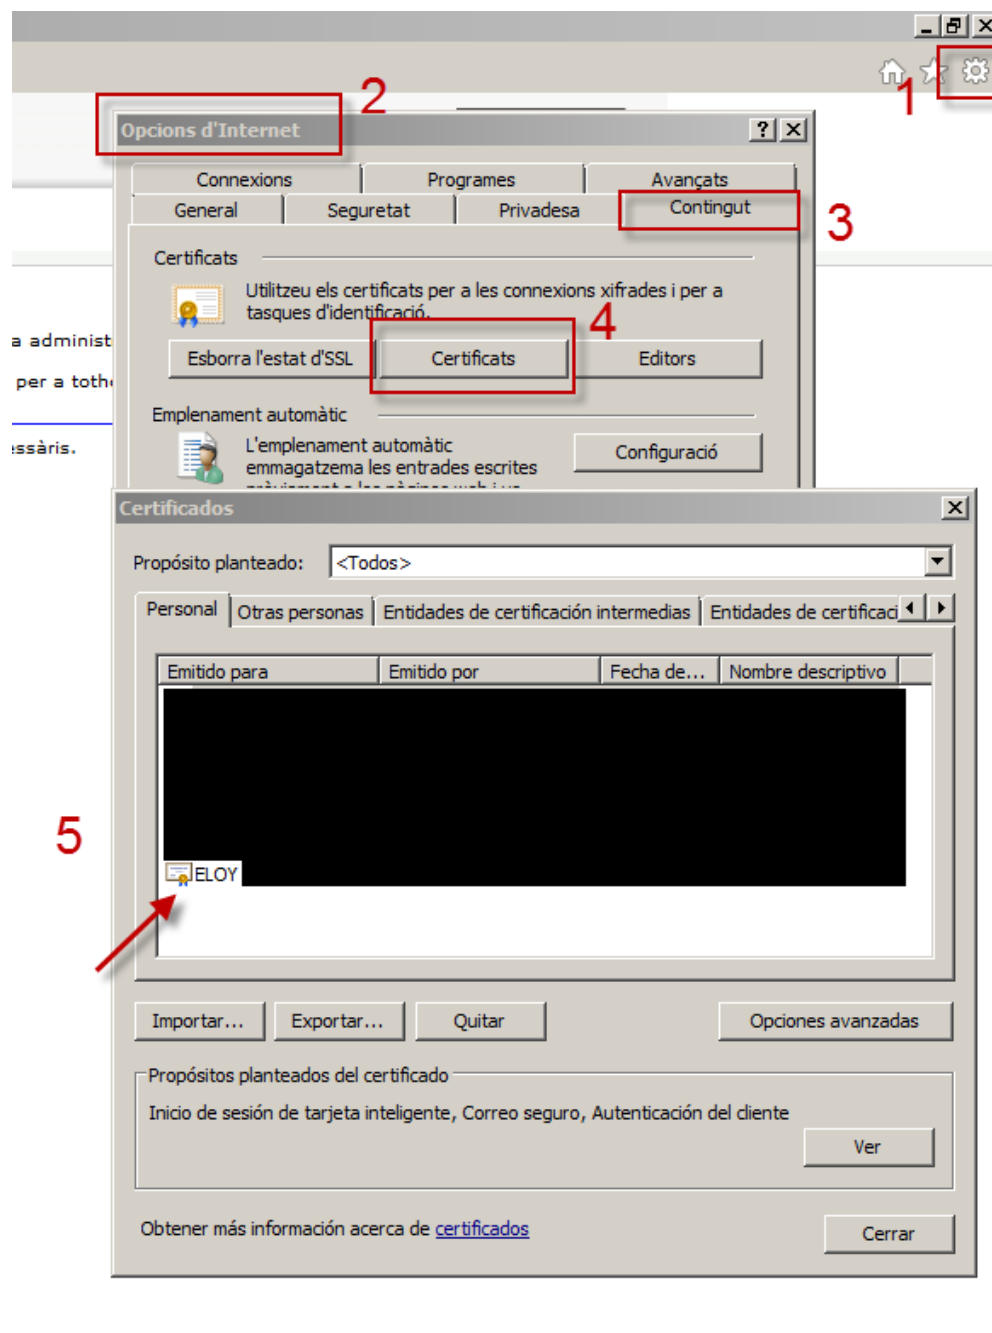 1
2
Opcions d'Internet
Connexions Programes Avançats
General Seguretat Privadesa Contingut
3
Certificats
Utilitzeu els certificats per a les connexions xifrades i per a
tasques d'identificació.
4
a administ
Esborra l'estat d'SSL Certificats Editors
per a toth
Emplenament automàtic
essàris.
L'emplenament automàtic
emmagatzema les entrades escrites
Configuració
Certificados
Propósito planteado: <Todos>
Personal Otras personas Entidades de certificación intermedias Entidades de certificaci
Emitido para Emitido por Fecha de... Nombre descriptivo
5
ELOY
Importar... Exportar... Quitar Opciones avanzadas
Propósitos planteados del certificado
Inicio de sesión de tarjeta inteligente, Correo seguro, Autenticación del cliente
Ver
Obtener más información acerca de certificados
Cerrar